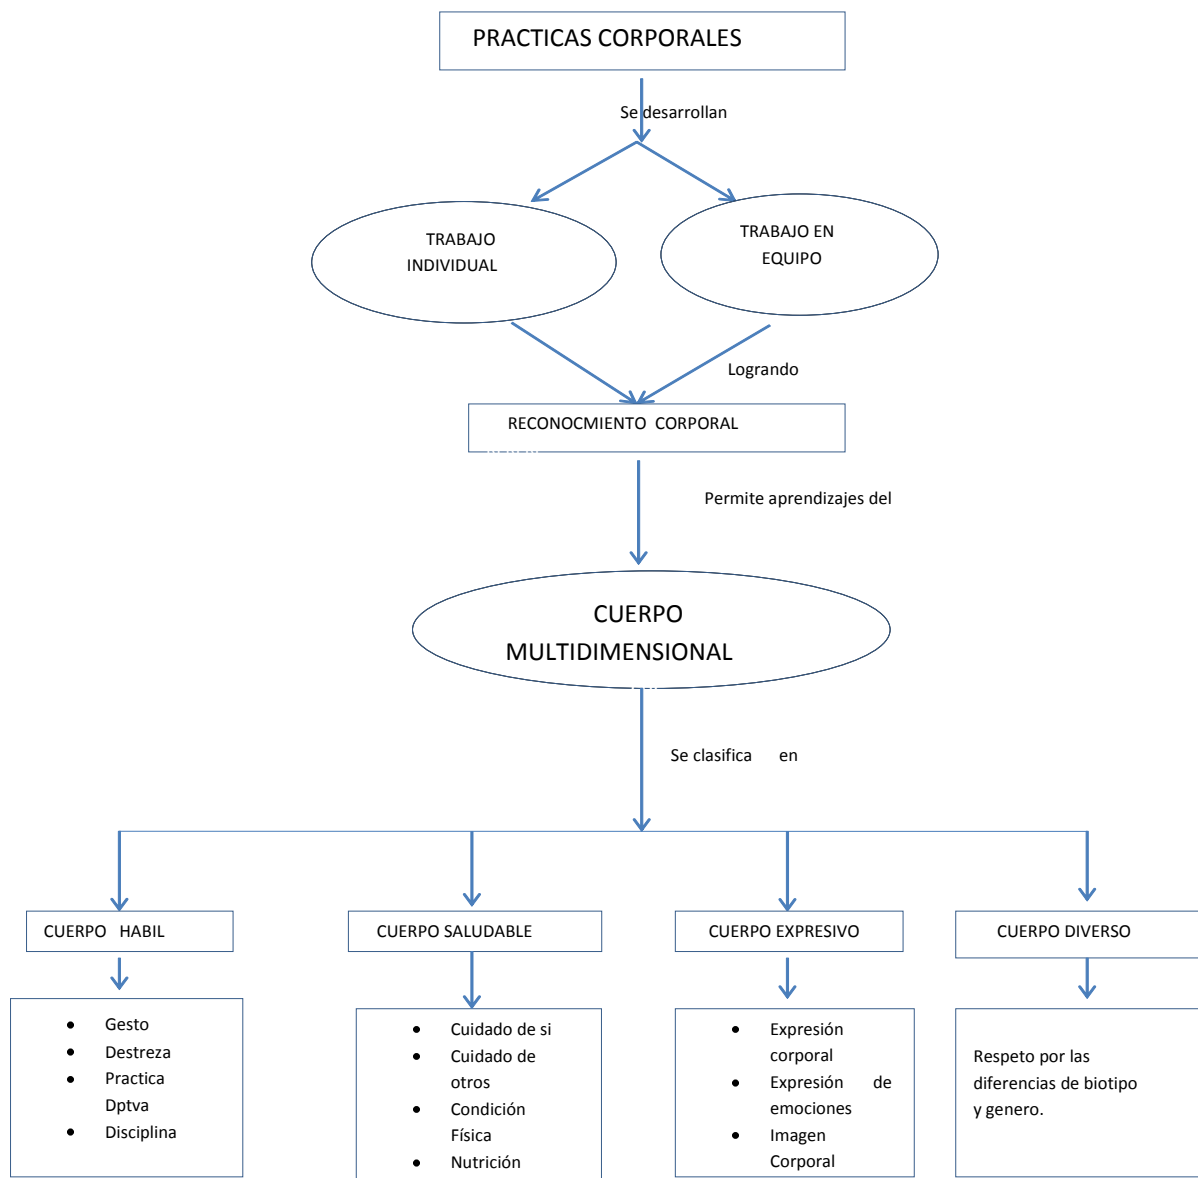 PRACTICAS CORPORALES
Se desarrollan
TRABAJO
INDIVIDUAL
TRABAJO EN
EQUIPO
Logrando
RECONOCMIENTO CORPORAL
Permite aprendizajes del
CUERPO
MULTIDIMENSIONAL
Se clasifica en
CUERPO HABIL
CUERPO SALUDABLE
CUERPO EXPRESIVO
CUERPO DIVERSO
• Gesto
• Destreza
• Practica
Dptva
• Disciplina
• Cuidado de si
• Cuidado de
otros
• Condición
Física
• Nutrición
• Expresión
corporal
• Expresión de
emociones
• Imagen
Corporal
Respeto por las
diferencias de biotipo
y genero.